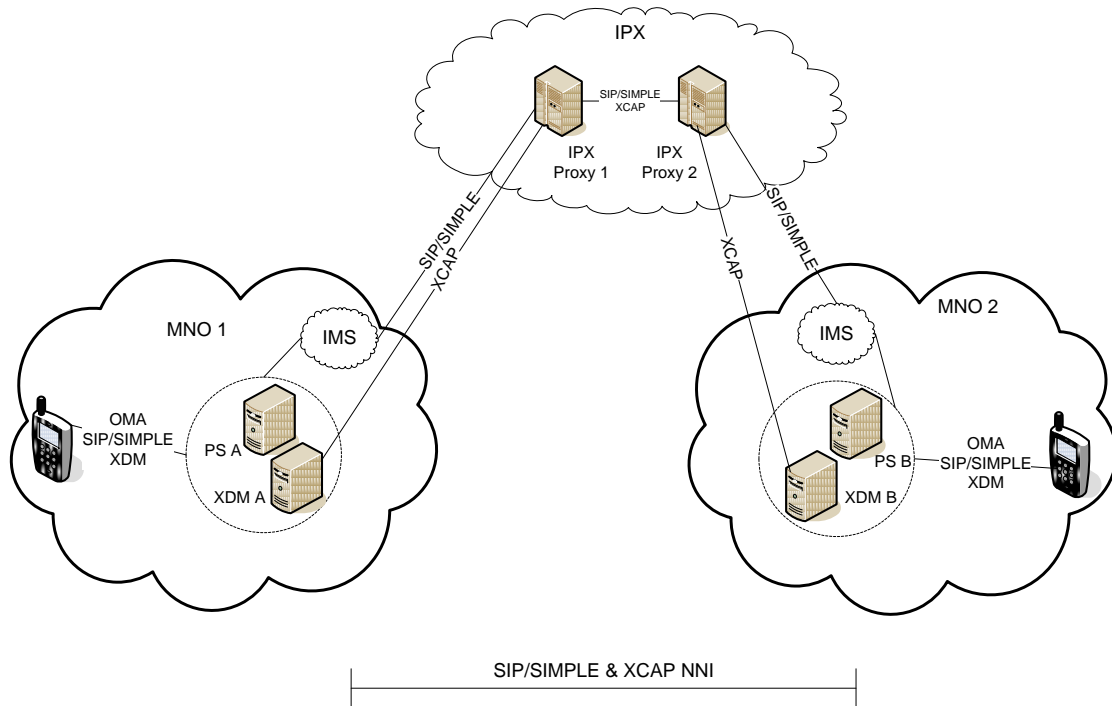 IPX
SIP/SIMPLE
XCAP
IPX
Proxy 1
IPX
Proxy 2
SIP/SIMPLE
XCAP
XCAP
SIP/SIMPLE
MNO 1
IMS
OMA
SIP/SIMPLE
XDM
PS A
XDM A
MNO 2
IMS
PS B
XDM B
OMA
SIP/SIMPLE
XDM
SIP/SIMPLE & XCAP NNI